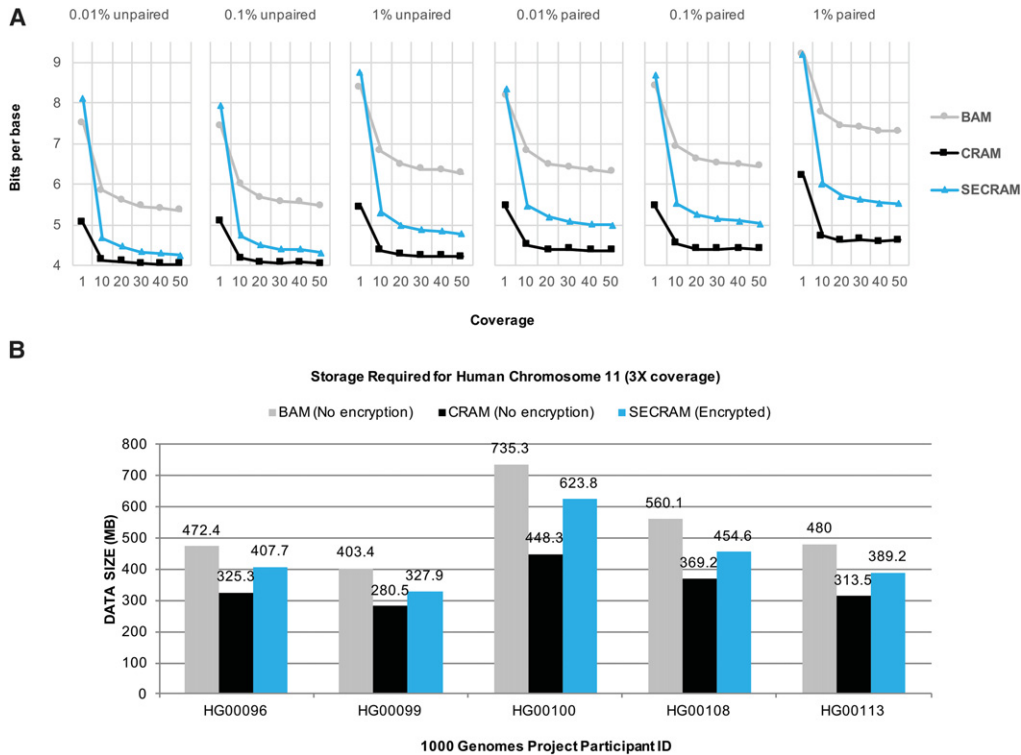 A
0.01% unpaired 0.1% unpaired 1% unpaired 0.01% paired 0.1% paired 1% paired
Bits per base
9
8
7
6
5
4
1 10 20 30 40 50 1 10 20 30 40 50 1 10 20 30 40 50 1 10 20 30 40 50 1 10 20 30 40 50 1 10 20 30 40 50
Coverage
BAM
CRAM
SECRAM
B
Storage Required for Human Chromosome 11 (3X coverage)
BAM (No encryption) CRAM (No encryption) SECRAM (Encrypted)
DATA SIZE (MB)
800
700
600
500
400
300
200
100
0
472.4 325.3 407.7
403.4 280.5 327.9
735.3 448.3 623.8
560.1 369.2 454.6
480 313.5 389.2
HG00096 HG00099 HG00100 HG00108 HG00113
1000 Genomes Project Participant ID